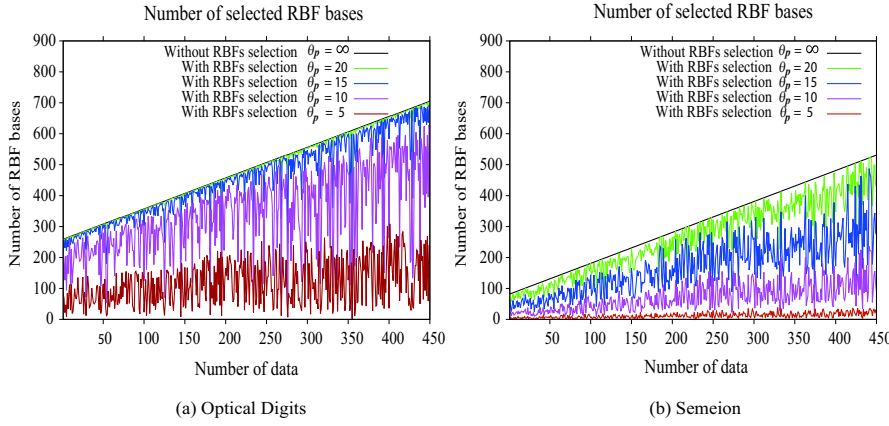 Number of selected RBF bases
900
800
700
600
500
400
300
200
100
0
50 100 150 200 250 300 350 400 450
Number of RBF bases
Number of data
Without RBFs selection θp = ∞
With RBFs selection θp = 20
With RBFs selection θp = 15
With RBFs selection θp = 10
With RBFs selection θp = 5
(a) Optical Digits
Number of selected RBF bases
900
800
700
600
500
400
300
200
100
0
50 100 150 200 250 300 350 400 450
Number of RBF bases
Number of data
Without RBFs selection θp = ∞
With RBFs selection θp = 20
With RBFs selection θp = 15
With RBFs selection θp = 10
With RBFs selection θp = 5
(b) Semeion